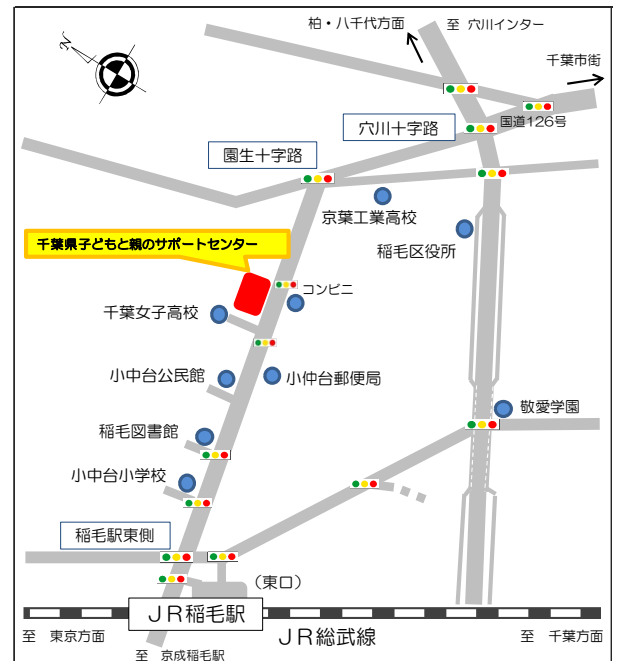 柏・八千代方面
至 穴川インター
千葉市街
N
国道126号
穴川十字路
園生十字路
京葉工業高校
稲毛区役所
千葉県子どもと親のサポートセンター
コンビニ
千葉女子高校
小中台公民館
小仲台郵便局
敬愛学園
稲毛図書館
小中台小学校
稲毛駅東側
(東口)
JR稲毛駅
至 東京方面
JR総武線
至 千葉方面
至 京成稲毛駅